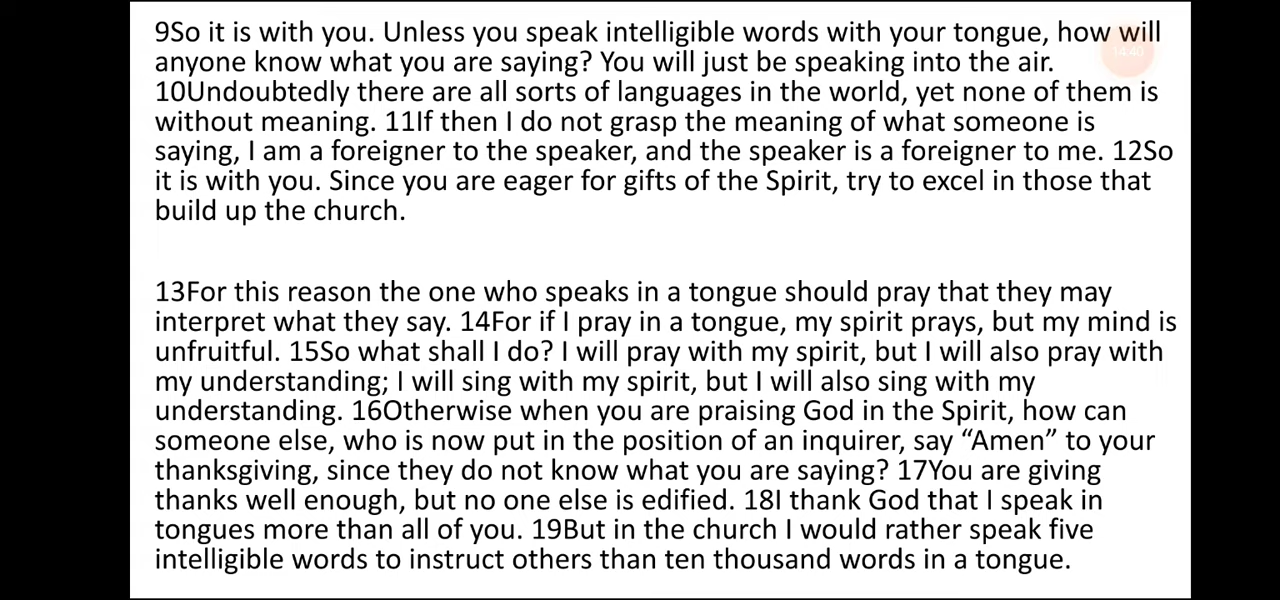 9So it is with you. Unless you speak intelligible words with your tongue, how will
anyone know what you are saying? You will just be speaking into the air.
10Undoubtedly there are all sorts of languages in the world, yet none of them is
without meaning. 11If then I do not grasp the meaning of what someone is
saying, I am a foreigner to the speaker, and the speaker is a foreigner to me. 12So
it is with you. Since you are eager for gifts of the Spirit, try to excel in those that
build up the church.
13For this reason the one who speaks in a tongue should pray that they may
interpret what they say. 14For if I pray in a tongue, my spirit prays, but my mind is
unfruitful. 15So what shall I do? I will pray with my spirit, but I will also pray with
my understanding; I will sing with my spirit, but I will also sing with my
understanding. 16Otherwise when you are praising God in the Spirit, how can
someone else, who is now put in the position of an inquirer, say “Amen” to your
thanksgiving, since they do not know what you are saying? 17You are giving
thanks well enough, but no one else is edified. 18I thank God that I speak in
tongues more than all of you. 19But in the church I would rather speak five
intelligible words to instruct others than ten thousand words in a tongue.